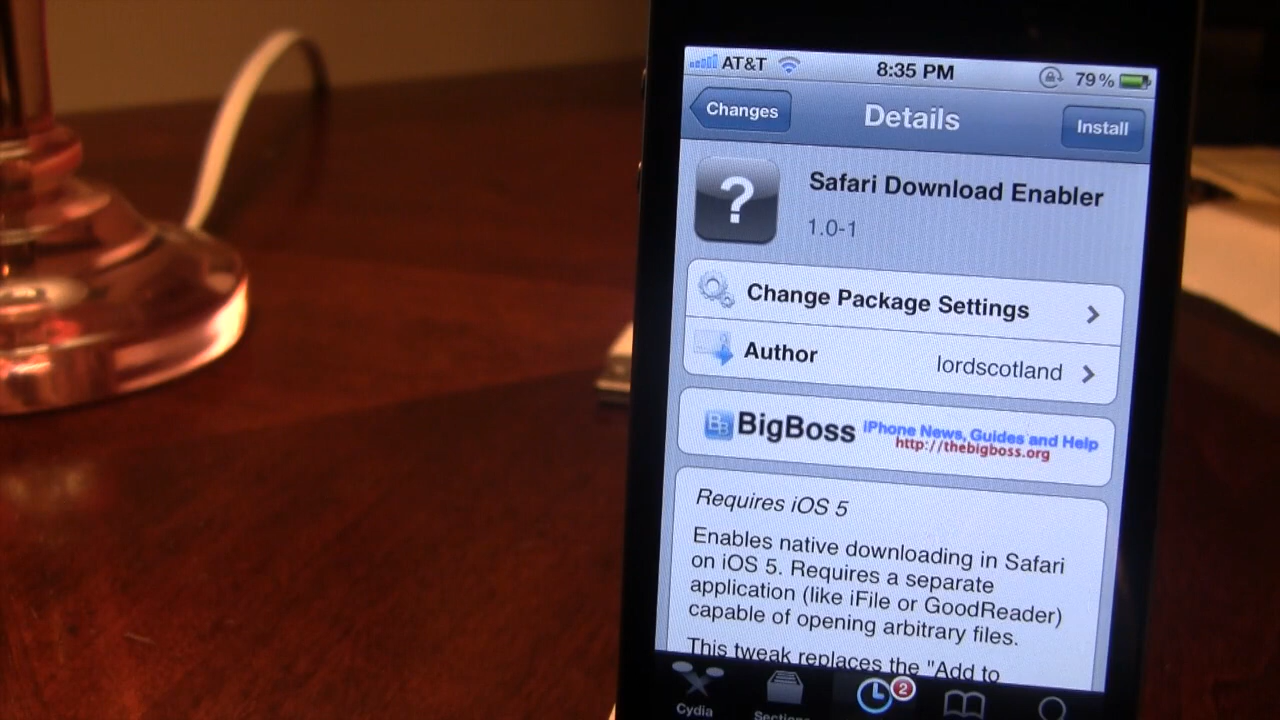 AT&T 8:35 PM 79%
Changes Details Install
?
Safari Download Enabler
1.0-1
Change Package Settings
Author lordscotland
BB BigBoss iPhone News, Guides and Help
http://thebigboss.org
Requires iOS 5
Enables native downloading in Safari
on iOS 5. Requires a separate
application (like iFile or GoodReader)
capable of opening arbitrary files.
This tweak replaces the "Add to
2
Cydia